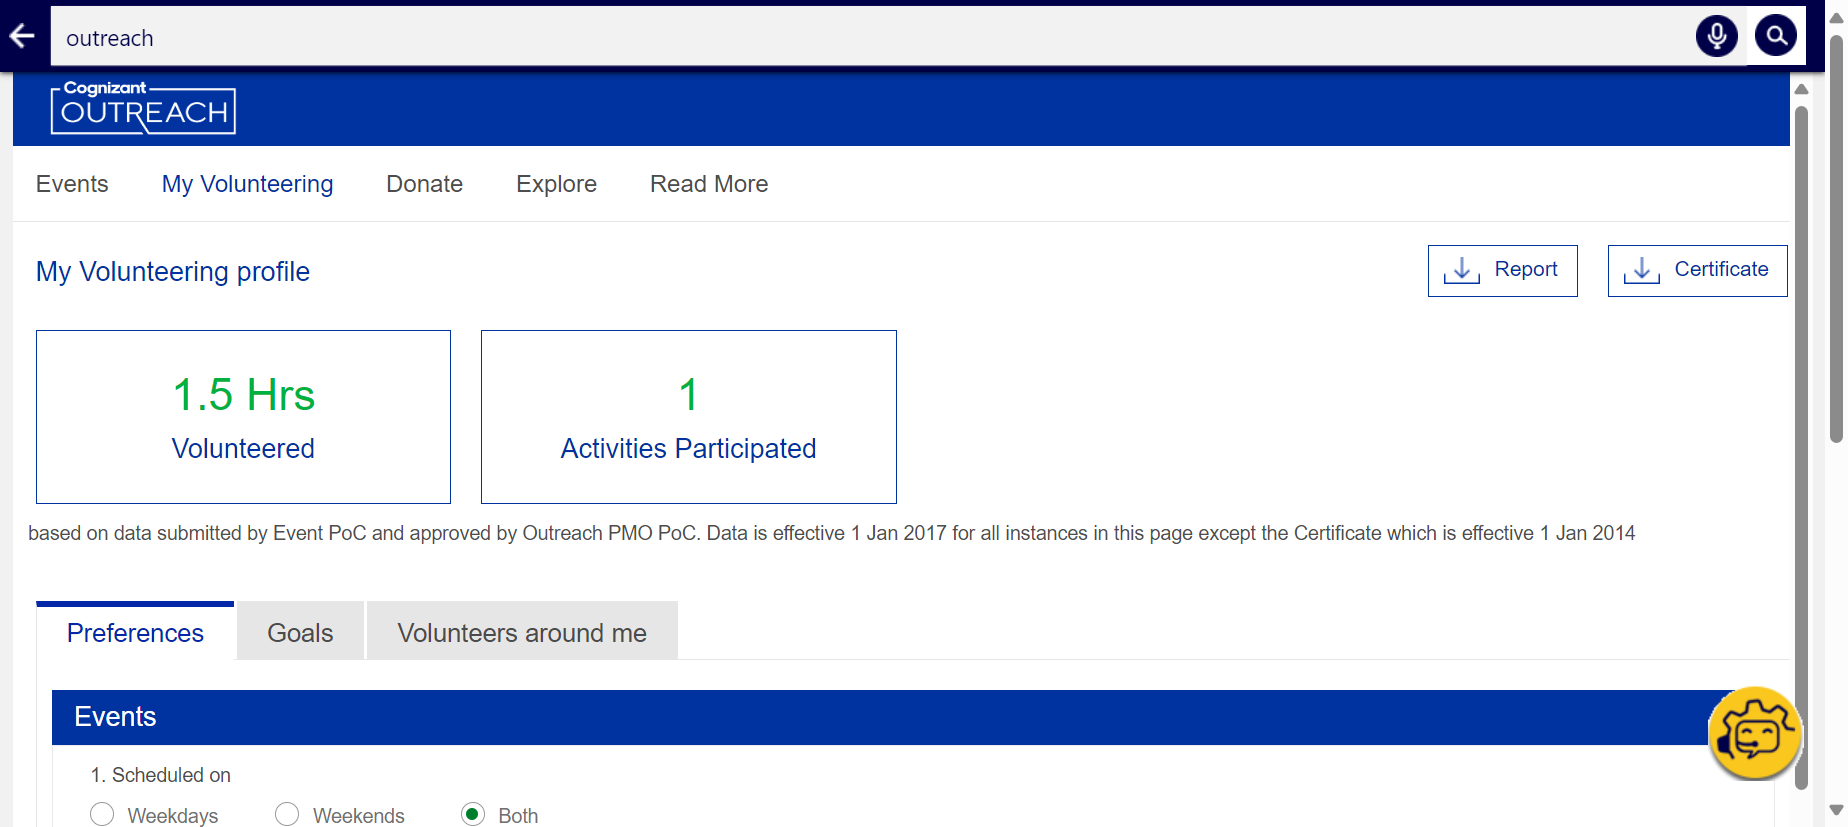 outreach
Cognizant
OUTREACH
Events My Volunteering Donate Explore Read More
My Volunteering profile Report Certificate
1.5 Hrs 1
Volunteered Activities Participated
based on data submitted by Event PoC and approved by Outreach PMO PoC. Data is effective 1 Jan 2017 for all instances in this page except the Certificate which is effective 1 Jan 2014
Preferences Goals Volunteers around me
Events
1. Scheduled on
Weekdays Weekends Both